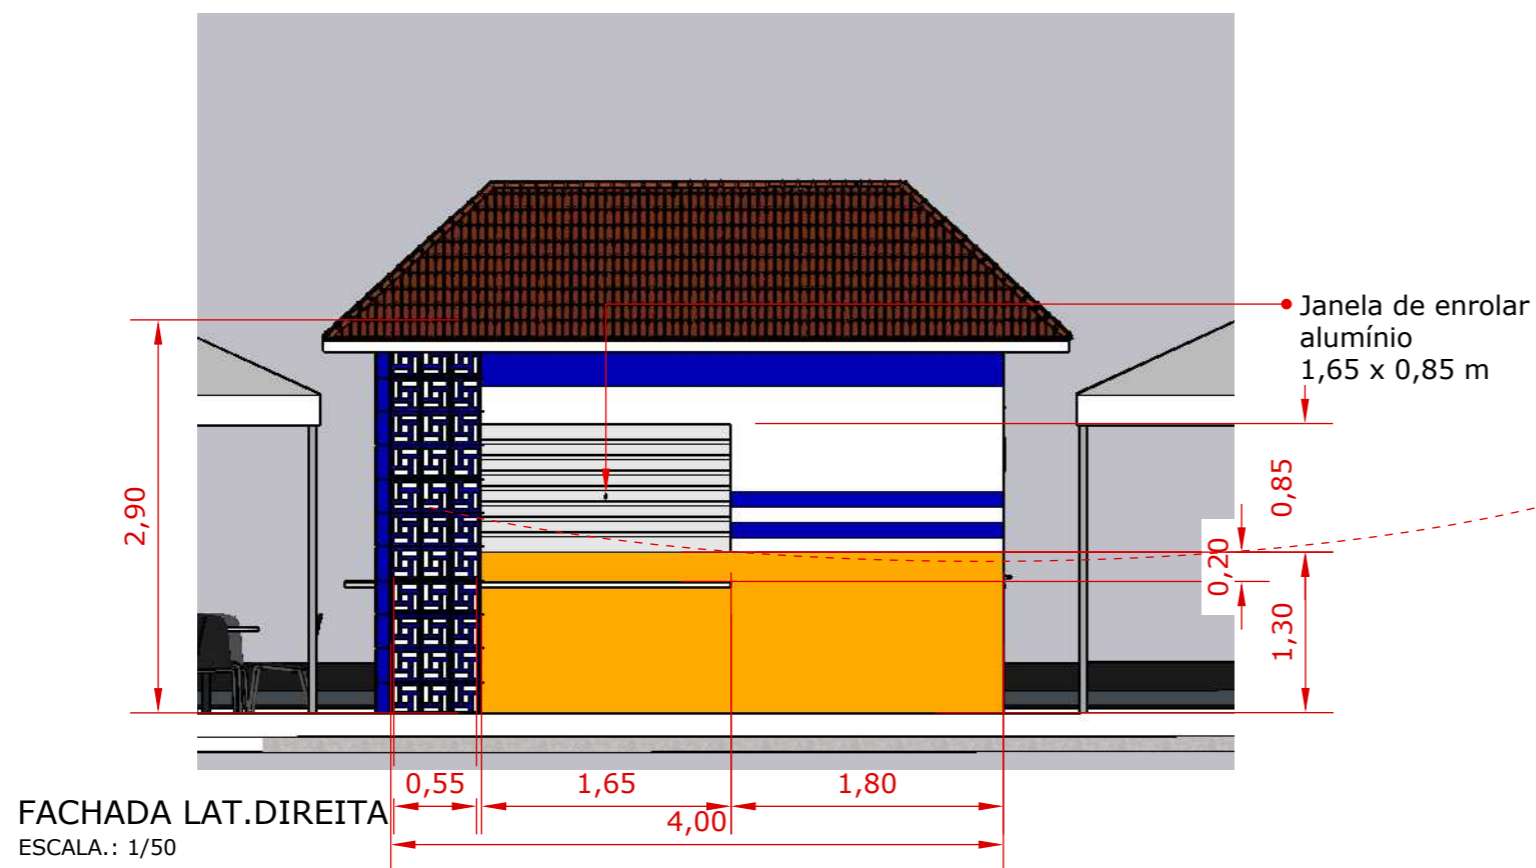 Janela de enrolar
alumínio
1,65 x 0,85 m
2,90
0,85
0,20
1,30
0,55
1,65
1,80
4,00
FACHADA LAT.DIREITA
ESCALA.: 1/50